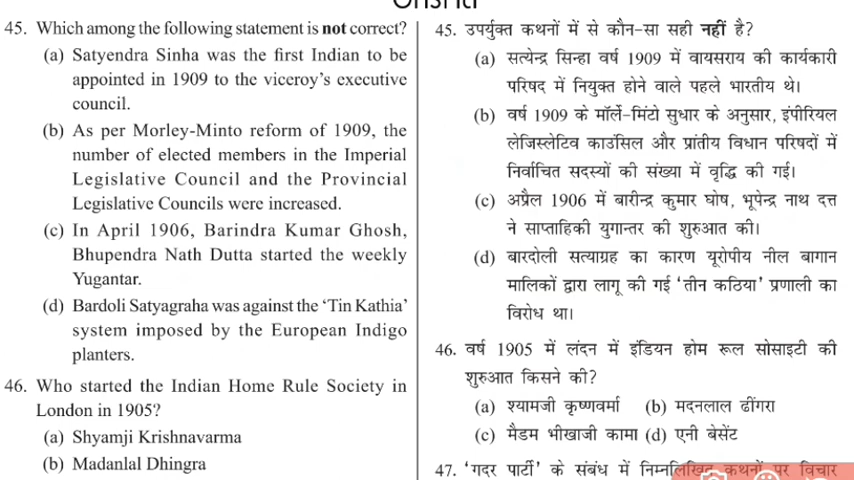 45. Which among the following statement is not correct?
(a) Satyendra Sinha was the first Indian to be
appointed in 1909 to the viceroy's executive
council.
(b) As per Morley-Minto reform of 1909, the
number of elected members in the Imperial
Legislative Council and the Provincial
Legislative Councils were increased.
(c) In April 1906, Barindra Kumar Ghosh,
Bhupendra Nath Dutta started the weekly
Yugantar.
(d) Bardoli Satyagraha was against the 'Tin Kathia'
system imposed by the European Indigo
planters.
46. Who started the Indian Home Rule Society in
London in 1905?
(a) Shyamji Krishnavarma
(b) Madanlal Dhingra
45. उपर्युक्त कथनों में से कौन-सा सही नहीं है?
(a) सत्येन्द्र सिन्हा वर्ष 1909 में वायसराय की कार्यकारी
परिषद में नियुक्त होने वाले पहले भारतीय थे।
(b) वर्ष 1909 के मॉर्ले-मिंटो सुधार के अनुसार, इंपीरियल
लेजिस्लेटिव काउंसिल और प्रांतीय विधान परिषदों में
निर्वाचित सदस्यों की संख्या में वृद्धि की गई।
(c) अप्रैल 1906 में बारीन्द्र कुमार घोष, भूपेन्द्र नाथ दत्त
ने साप्ताहिकी युगान्तर की शुरुआत की।
(d) बारदोली सत्याग्रह का कारण यूरोपीय नील बागान
मालिकों द्वारा लागू की गई 'तीन कठिया' प्रणाली का
विरोध था।
46. वर्ष 1905 में लंदन में इंडियन होम रूल सोसाइटी की
शुरुआत किसने की?
(a) श्यामजी कृष्णवर्मा (b) मदनलाल ढींगरा
(c) मैडम भीखाजी कामा (d) एनी बेसेंट
47. 'गदर पार्टी' के संबंध में निम्नलिखित कथनों पर विचार